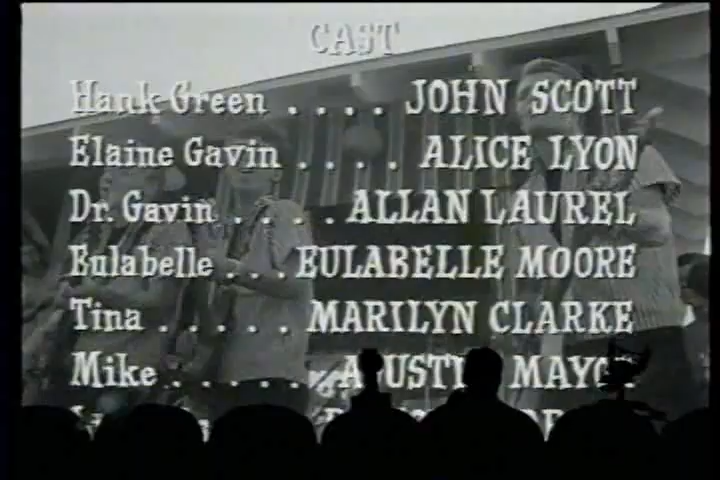 CAST
Hank Green . . . . JOHN SCOTT
Elaine Gavin . . . . ALICE LYON
Dr. Gavin . . . . ALLAN LAUREL
Eulabelle . . . EULABELLE MOORE
Tina . . . . . MARILYN CLARKE
Mike . . . . . .